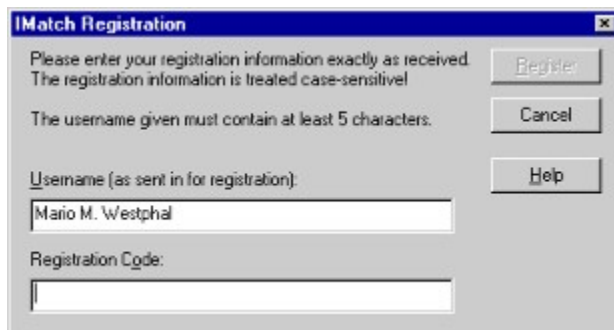 IMatch Registration
Please enter your registration information exactly as received.
The registration information is treated case-sensitive!
The username given must contain at least 5 characters.
Register
Cancel
Help
Username (as sent in for registration):
Mario M. Westphal
Registration Code: